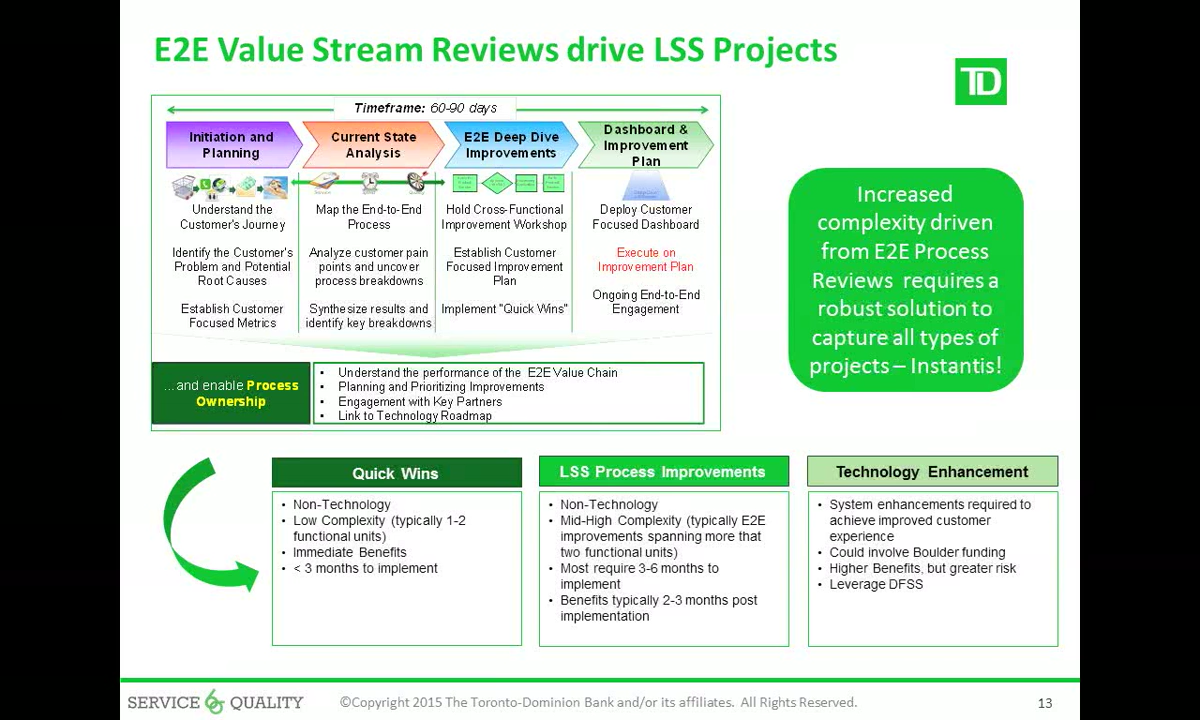 E2E Value Stream Reviews drive LSS Projects
TD
Timeframe: 60-90 days
Initiation and
Planning
Current State
Analysis
E2E Deep Dive
Improvements
Dashboard &
Improvement
Plan
Understand the
Customer's Journey
Identify the Customer's
Problem and Potential
Root Causes
Establish Customer
Focused Metrics
Map the End-to-End
Process
Analyze customer pain
points and uncover
process breakdowns
Synthesize results and
identify key breakdowns
Hold Cross-Functional
Improvement Workshop
Establish Customer
Focused Improvement
Plan
Implement "Quick Wins"
Deploy Customer
Focused Dashboard
Execute on
Improvement Plan
Ongoing End-to-End
Engagement
...and enable Process
Ownership
• Understand the performance of the E2E Value Chain
• Planning and Prioritizing Improvements
• Engagement with Key Partners
• Link to Technology Roadmap
Increased
complexity driven
from E2E Process
Reviews requires a
robust solution to
capture all types of
projects – Instantis!
Quick Wins
• Non-Technology
• Low Complexity (typically 1-2
functional units)
• Immediate Benefits
• < 3 months to implement
LSS Process Improvements
• Non-Technology
• Mid-High Complexity (typically E2E
improvements spanning more that
two functional units)
• Most require 3-6 months to
implement
• Benefits typically 2-3 months post
implementation
Technology Enhancement
• System enhancements required to
achieve improved customer
experience
• Could involve Boulder funding
• Higher Benefits, but greater risk
• Leverage DFSS
SERVICE 6 QUALITY
©Copyright 2015 The Toronto-Dominion Bank and/or its affiliates. All Rights Reserved.
13